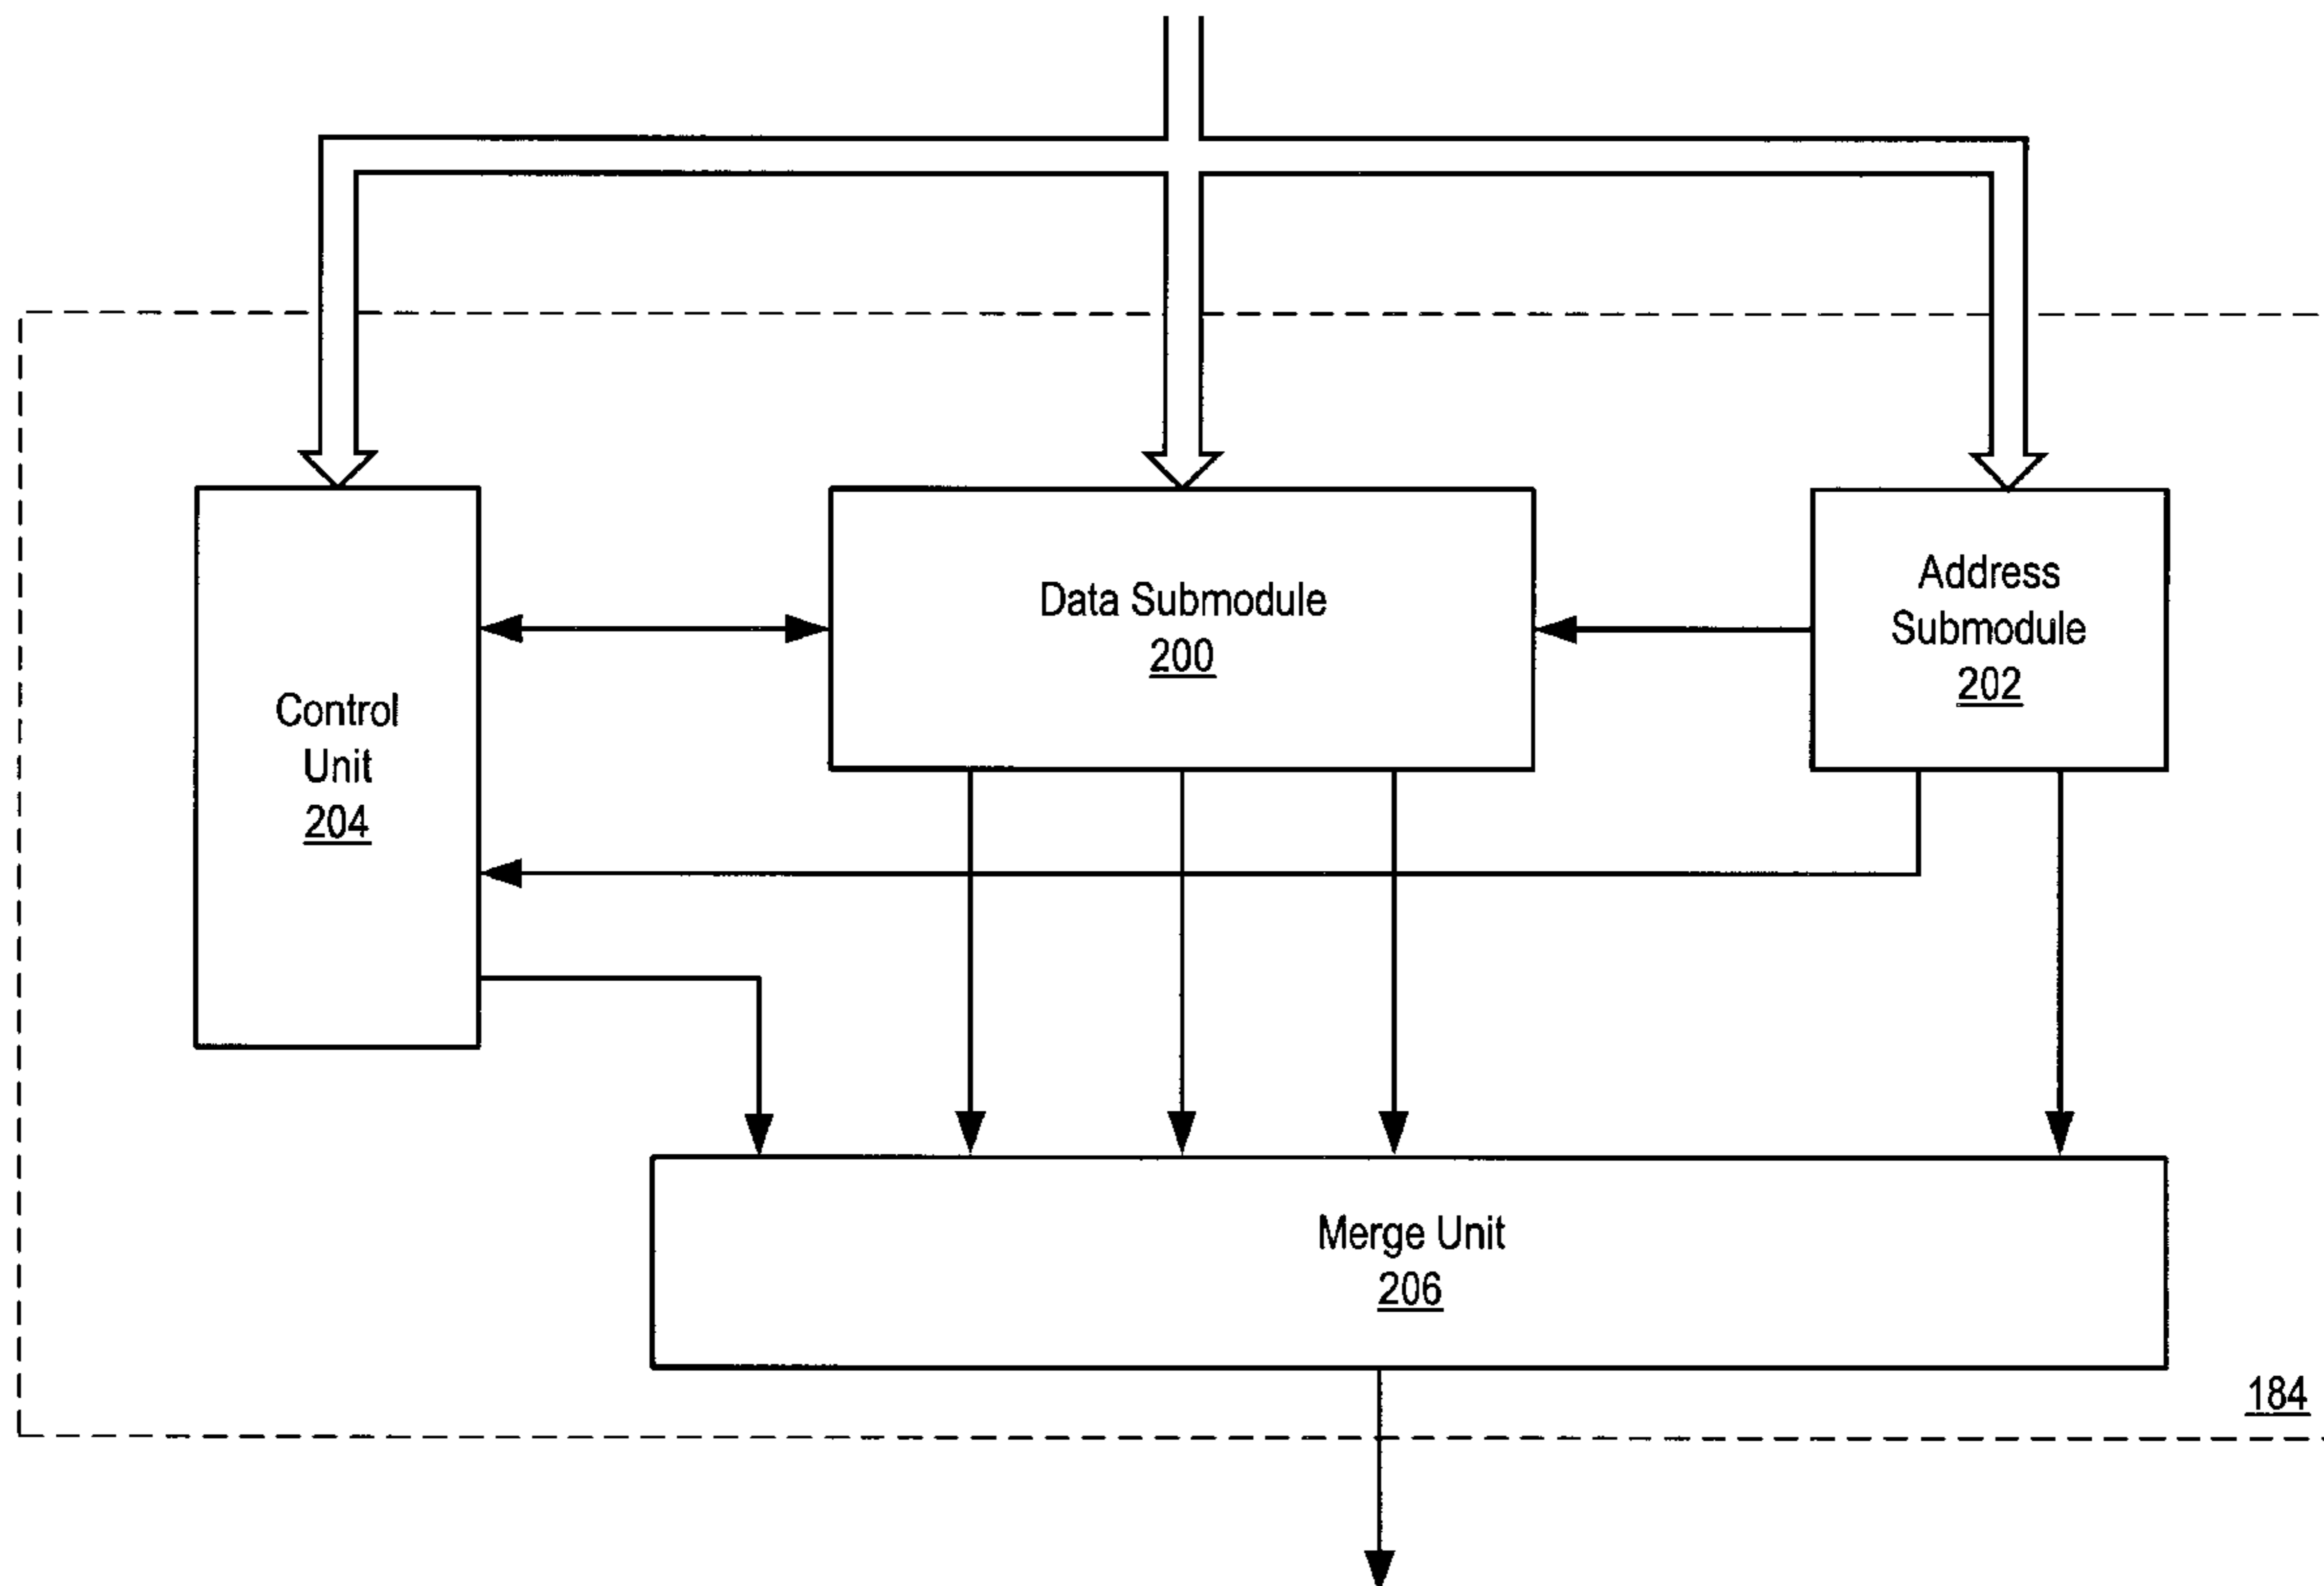 Data Submodule
200
Address
Submodule
202
Control
Unit
204
Merge Unit
206
184